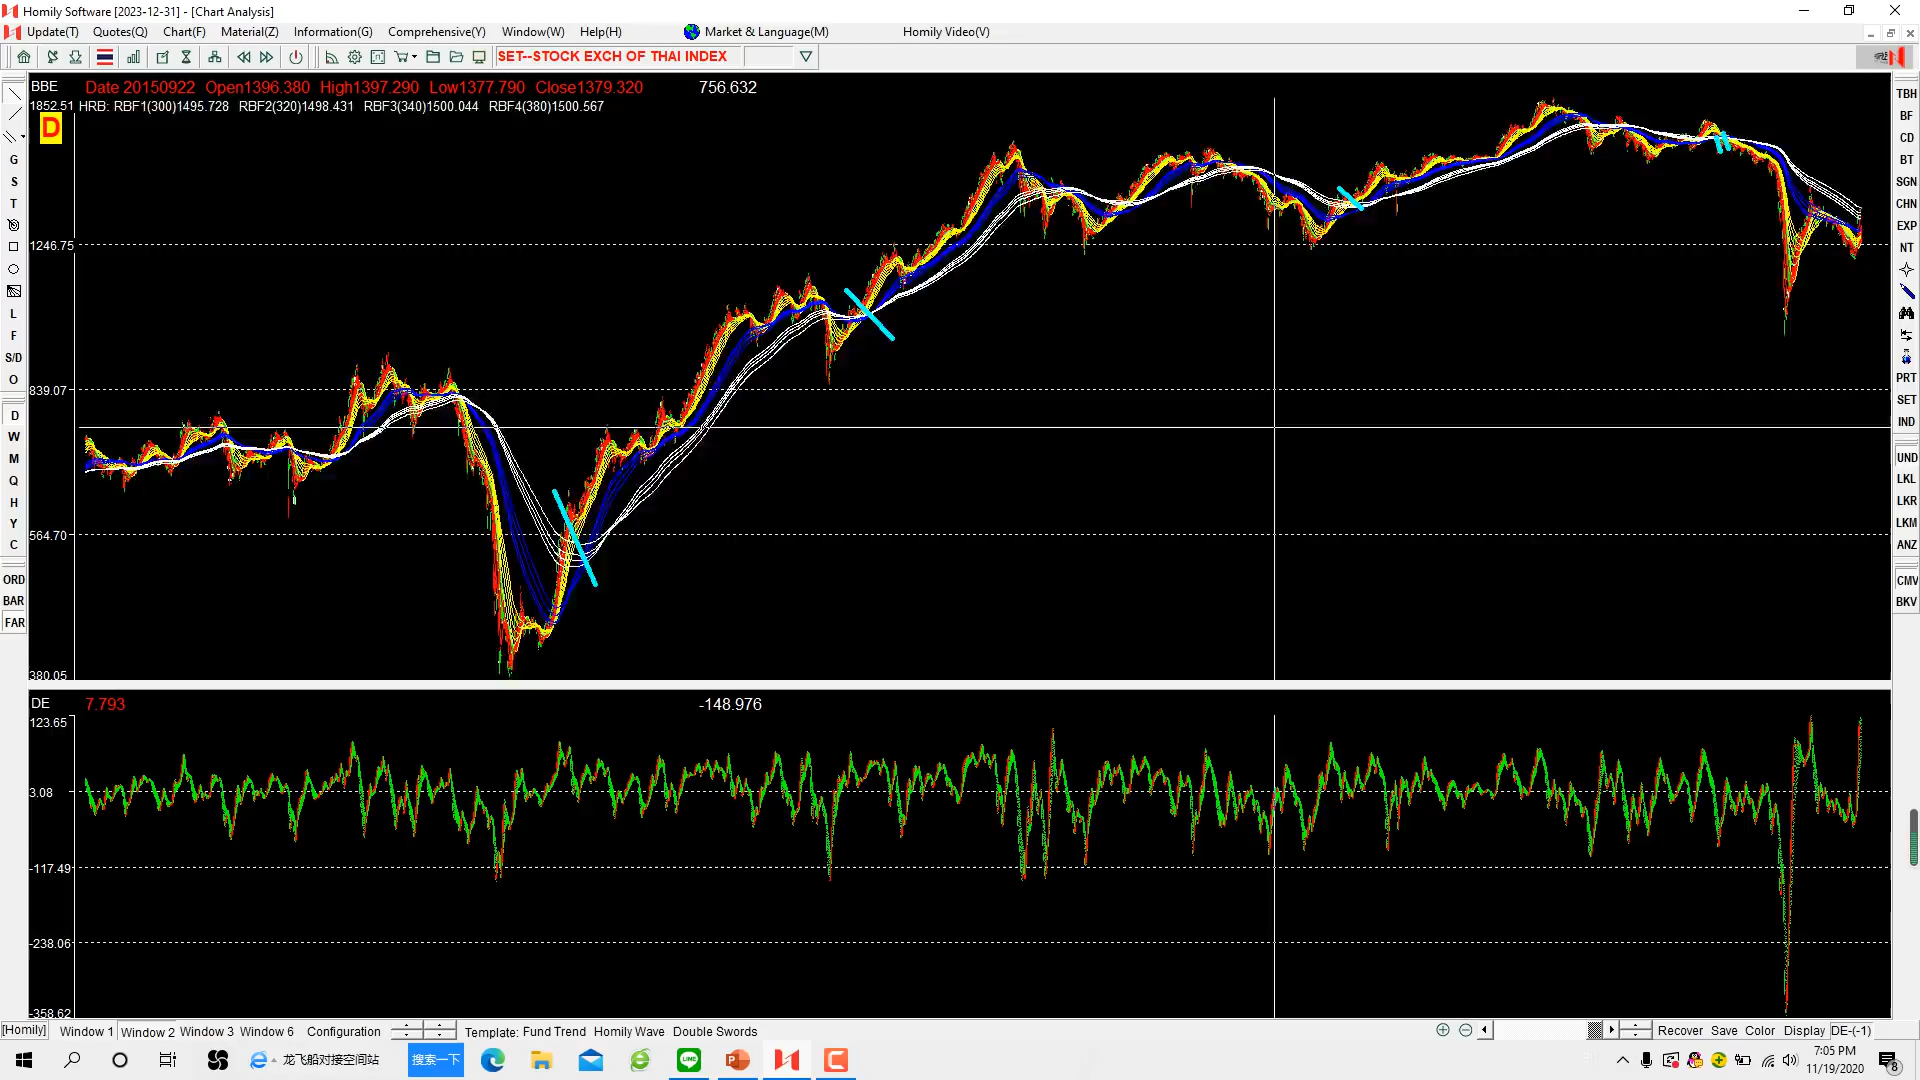 Homily Software [2023-12-31] - [Chart Analysis]
Update(T) Quotes(Q) Chart(F) Material(Z) Information(G) Comprehensive(Y) Window(W) Help(H) Market & Language(M) Homily Video(V)
SET--STOCK EXCH OF THAI INDEX
BBE Date 20150922 Open1396.380 High1397.290 Low1377.790 Close1379.320 756.632
1852.51 HRB: RBF1(300)1495.728 RBF2(320)1498.431 RBF3(340)1500.044 RBF4(380)1500.567
D
1246.75
839.07
564.70
380.05
DE 7.793 -148.976
123.65
3.08
-117.49
-238.06
-358.62
G
S
T
L
F
S/D
O
D
W
M
Q
H
Y
C
ORD
BAR
FAR
TBH
BF
CD
BT
SGN
CHN
EXP
NT
PRT
SET
IND
UND
LKL
LKR
LKM
ANZ
CMV
BKV
[Homily] Window 1 Window 2 Window 3 Window 6 Configuration Template: Fund Trend Homily Wave Double Swords Recover Save Color Display DE-(-1)
龙飞船对接空间站 搜索一下
7:05 PM
11/19/2020
8